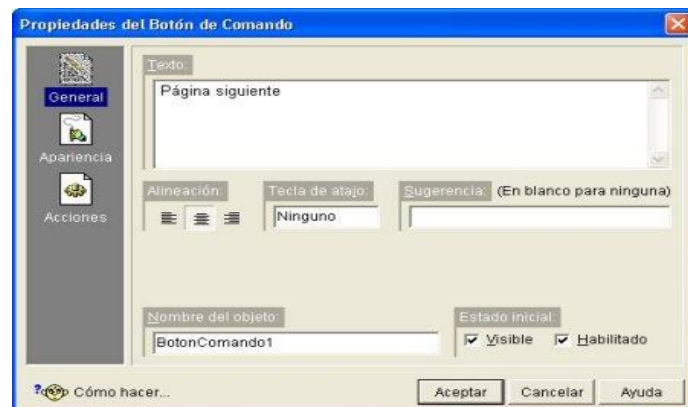 Propiedades del Botón de Comando
General
Apariencia
Acciones
Texto:
Página siguiente
Alineación:
Tecla de atajo:
Sugerencia: (En blanco para ninguna)
Ninguno
Nombre del objeto:
Estado inicial:
BotonComando1
Visible
Habilitado
Cómo hacer...
Aceptar
Cancelar
Ayuda